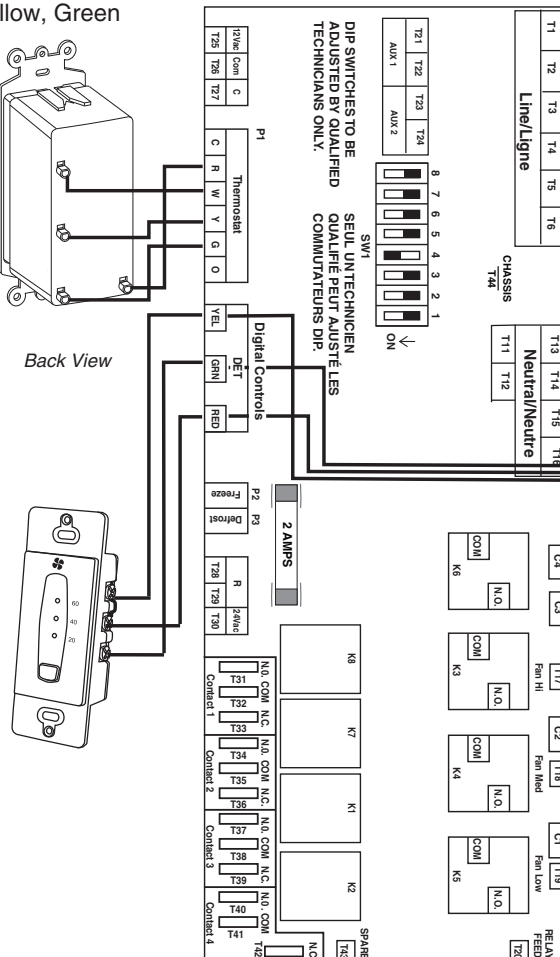 llow, Green
Back View
60
40
20
12Vac Com C
T25 T26 T27
P1
Thermostat
C R W Y G O
Digital Controls
DET
YEL GRN RED
P2
Freeze
P3
Defrost
R 24Vac
T28 T29 T30
DIP SWITCHES TO BE
ADJUSTED BY QUALIFIED
TECHNICIANS ONLY.
SEUL UN TECHNICIEN
QUALIFIÉ PEUT AJUSTÉ LES
COMMUTATEURS DIP.
T21 T22 T23 T24
AUX 1 AUX 2
8 7 6 5 4 3 2 1
SW1
ON
2 AMPS
T1 T2 T3 T4 T5 T6
Line/Ligne
CHASSIS
T44
T13 T14 T15 T16
Neutral/Neutre
T11 T12
C4
C3
COM
N.O.
K6
T17
Fan Hi
COM
N.O.
K3
C2
T18
Fan Med
COM
N.O.
K4
C1
T19
Fan Low
COM
N.O.
K5
RELAY
FEED
T20
K8
K7
K1
K2
N.O. COM N.C.
T31 T32 T33
Contact 1
N.O. COM N.C.
T34 T35 T36
Contact 2
N.O. COM N.C.
T37 T38 T39
Contact 3
N.O. COM N.C.
T40 T41 T42
Contact 4
SPARE
T43